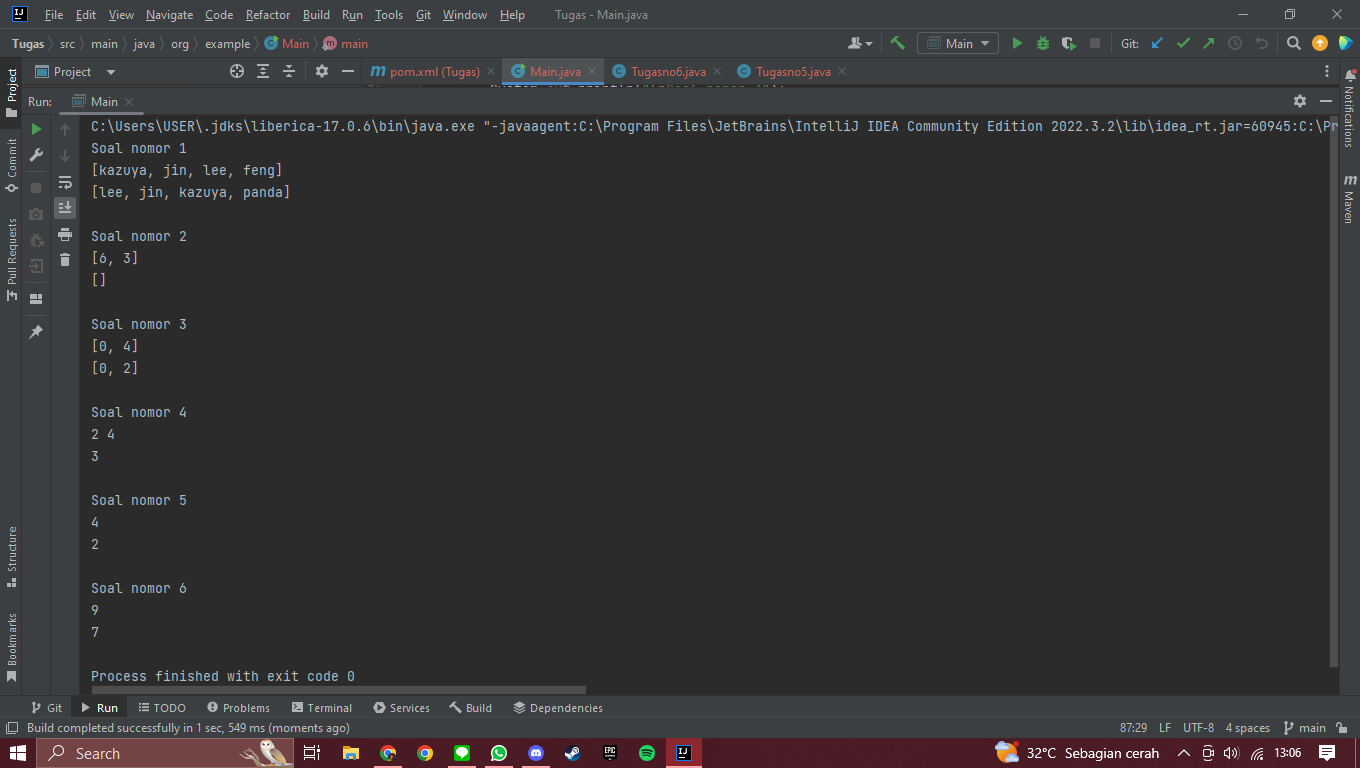 File Edit View Navigate Code Refactor Build Run Tools Git Window Help Tugas - Main.java
Tugas src main java org example Main main Main Git:
Project pom.xml (Tugas) Main.java Tugasno6.java Tugasno5.java
Run: Main
C:\Users\USER\.jdks\liberica-17.0.6\bin\java.exe "-javaagent:C:\Program Files\JetBrains\IntelliJ IDEA Community Edition 2022.3.2\lib\idea_rt.jar=60945:C:\Pr
Soal nomor 1
[kazuya, jin, lee, feng]
[lee, jin, kazuya, panda]
Soal nomor 2
[6, 3]
[]
Soal nomor 3
[0, 4]
[0, 2]
Soal nomor 4
2 4
3
Soal nomor 5
4
2
Soal nomor 6
9
7
Process finished with exit code 0
Project
Commit
Pull Requests
Structure
Bookmarks
Notifications
Maven
Git Run TODO Problems Terminal Services Build Dependencies
Build completed successfully in 1 sec, 549 ms (moments ago) 87:29 LF UTF-8 4 spaces main
Search 32°C Sebagian cerah 13:06